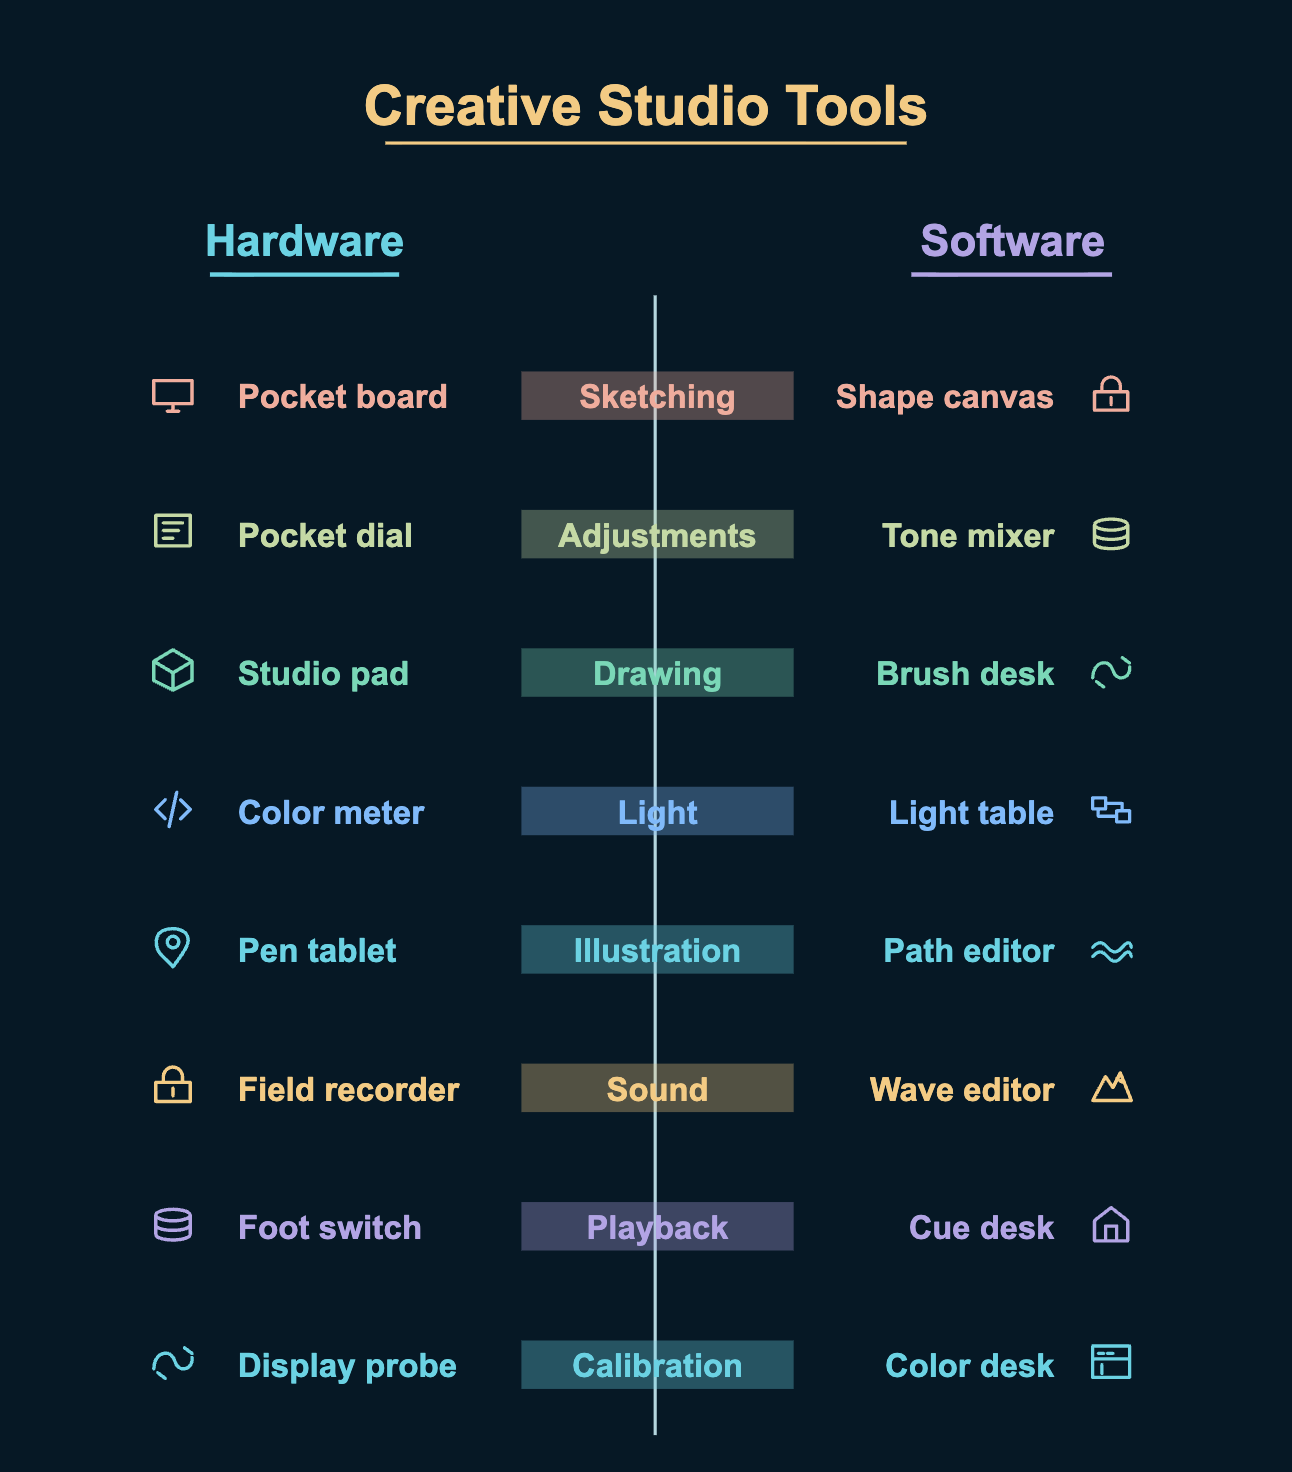 Creative Studio Tools
Hardware Software
Pocket board Sketching Shape canvas
Pocket dial Adjustments Tone mixer
Studio pad Drawing Brush desk
Color meter Light Light table
Pen tablet Illustration Path editor
Field recorder Sound Wave editor
Foot switch Playback Cue desk
Display probe Calibration Color desk